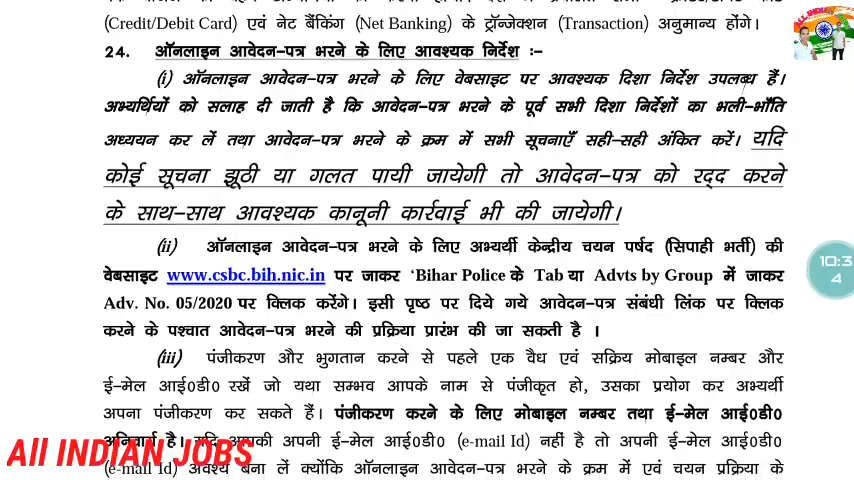 (Credit/Debit Card) एवं नेट बैंकिंग (Net Banking) के ट्रॉन्जेक्शन (Transaction) अनुमान्य होंगे।
24. ऑनलाइन आवेदन-पत्र भरने के लिए आवश्यक निर्देश :-
(i) ऑनलाइन आवेदन-पत्र भरने के लिए वेबसाइट पर आवश्यक दिशा निर्देश उपलब्ध हैं।
अभ्यर्थियों को सलाह दी जाती है कि आवेदन-पत्र भरने के पूर्व सभी दिशा निर्देशों का भली-भाँति
अध्ययन कर लें तथा आवेदन-पत्र भरने के क्रम में सभी सूचनाएँ सही-सही अंकित करें। यदि
कोई सूचना झूठी या गलत पायी जायेगी तो आवेदन-पत्र को रद्द करने
के साथ-साथ आवश्यक कानूनी कार्रवाई भी की जायेगी।
(ii) ऑनलाइन आवेदन-पत्र भरने के लिए अभ्यर्थी केन्द्रीय चयन पर्षद (सिपाही भर्ती) की
वेबसाइट www.csbc.bih.nic.in पर जाकर 'Bihar Police के Tab या Advts by Group में जाकर
Adv. No. 05/2020 पर क्लिक करेंगे। इसी पृष्ठ पर दिये गये आवेदन-पत्र संबंधी लिंक पर क्लिक
करने के पश्चात आवेदन-पत्र भरने की प्रक्रिया प्रारंभ की जा सकती है ।
(iii) पंजीकरण और भुगतान करने से पहले एक वैध एवं सक्रिय मोबाइल नम्बर और
ई-मेल आई0डी0 रखें जो यथा सम्भव आपके नाम से पंजीकृत हो, उसका प्रयोग कर अभ्यर्थी
अपना पंजीकरण कर सकते हैं। पंजीकरण करने के लिए मोबाइल नम्बर तथा ई-मेल आई0डी0
अनिवार्य है। यदि आपकी अपनी ई-मेल आई0डी0 (e-mail Id) नहीं है तो अपनी ई-मेल आई0डी0
(e-mail Id) अवश्य बना लें क्योंकि ऑनलाइन आवेदन-पत्र भरने के क्रम में एवं चयन प्रक्रिया के
All INDIAN JOBS
10:3
4